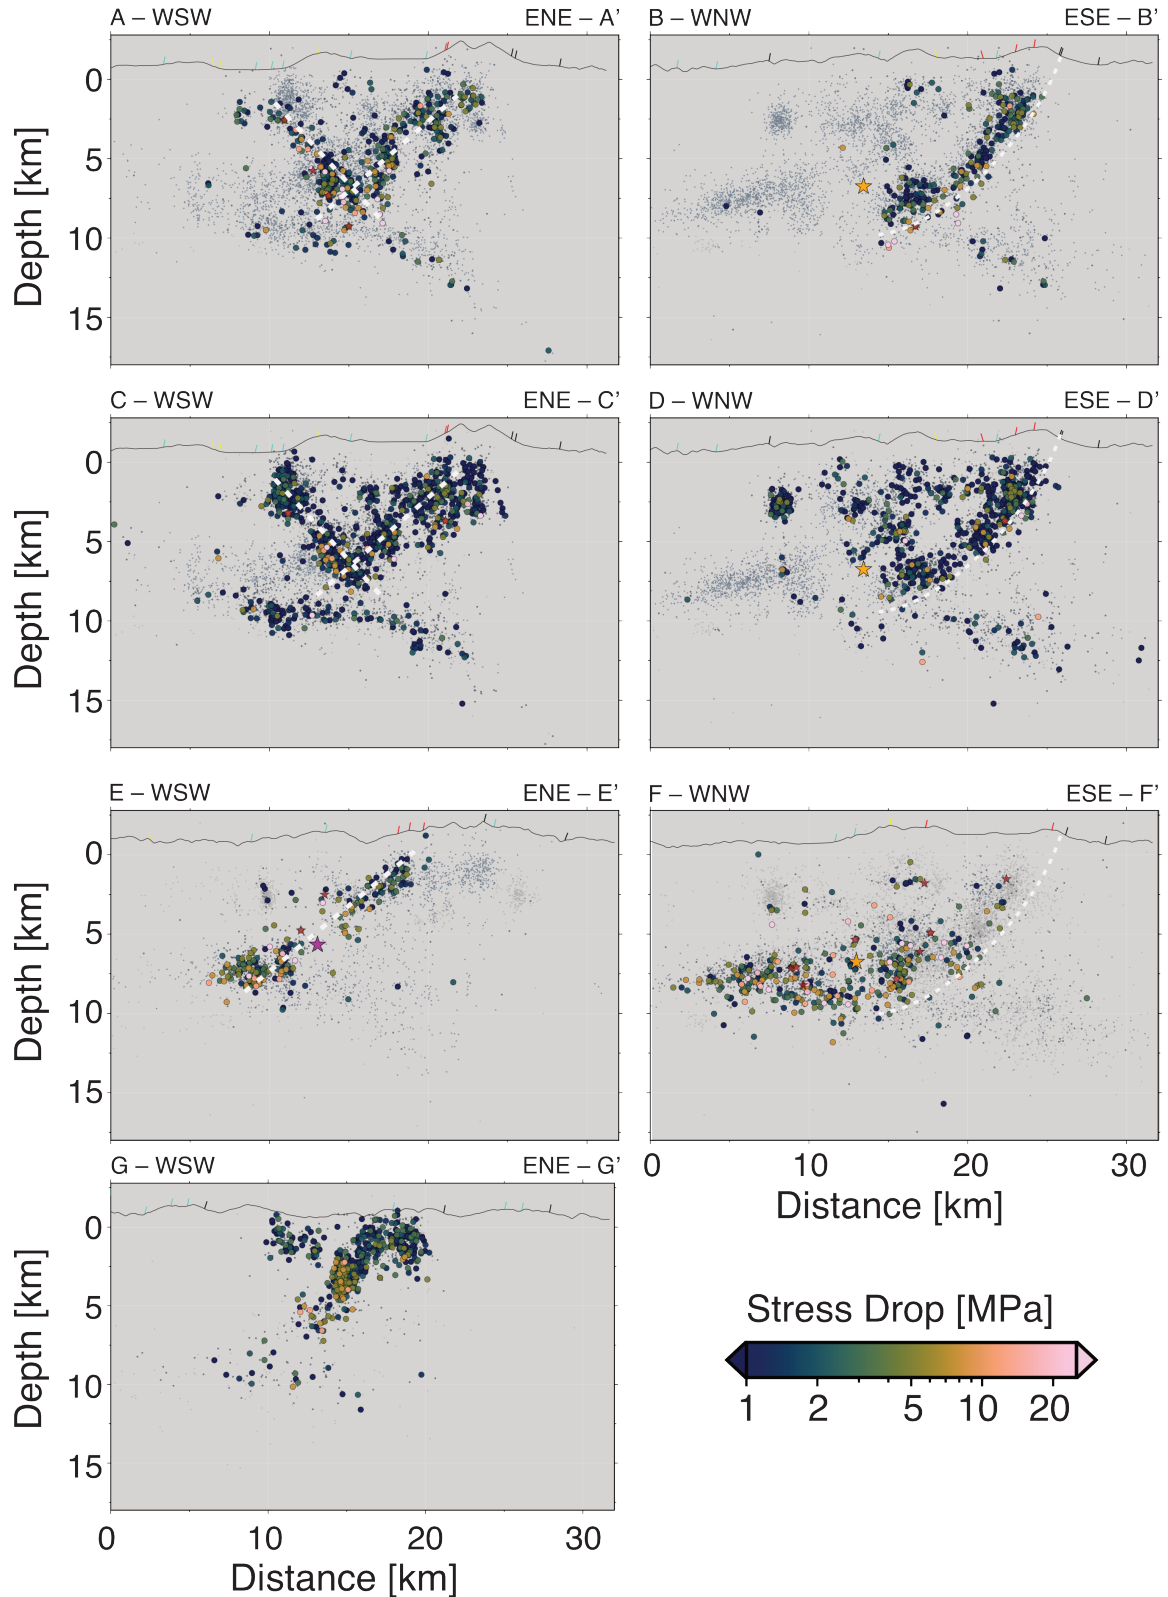 A – WSW ENE – A’
B – WNW ESE – B’
0
5
10
15
Depth [km]
C – WSW ENE – C’
D – WNW ESE – D’
0
5
10
15
Depth [km]
E – WSW ENE – E’
F – WNW ESE – F’
0
5
10
15
Depth [km]
0 10 20 30
Distance [km]
G – WSW ENE – G’
0
5
10
15
Depth [km]
0 10 20 30
Distance [km]
Stress Drop [MPa]
1 2 5 10 20